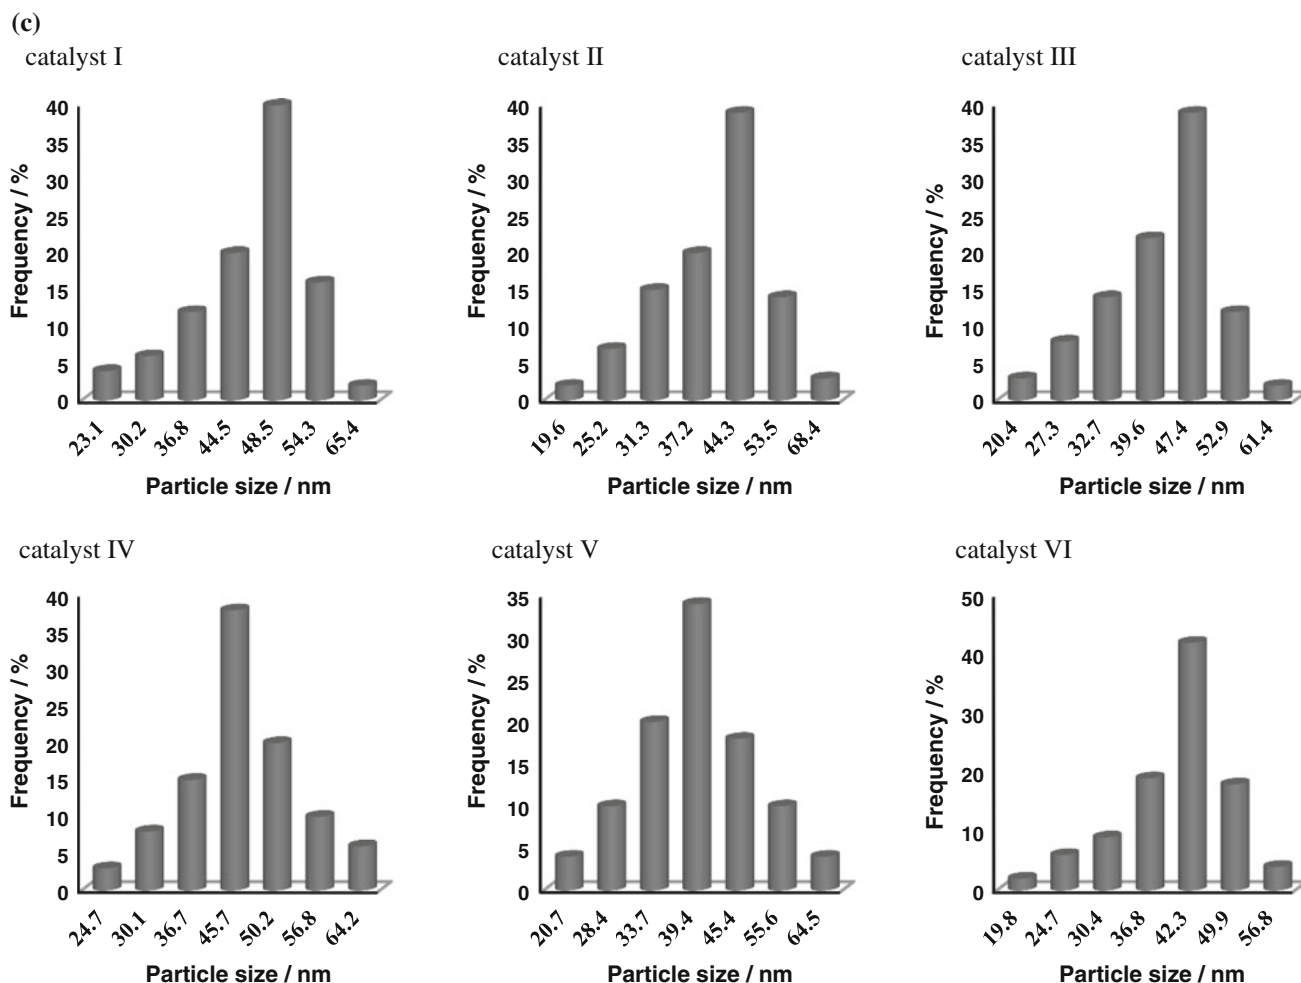 (c)
catalyst I
40
35
30
25
20
15
10
5
0
Frequency / %
23.1 30.2 36.8 44.5 48.5 54.3 65.4
Particle size / nm
catalyst II
40
35
30
25
20
15
10
5
0
Frequency / %
19.6 25.2 31.3 37.2 44.3 53.5 68.4
Particle size / nm
catalyst III
40
35
30
25
20
15
10
5
0
Frequency / %
20.4 27.3 32.7 39.6 47.4 52.9 61.4
Particle size / nm
catalyst IV
40
35
30
25
20
15
10
5
0
Frequency / %
24.7 30.1 36.7 45.7 50.2 56.8 64.2
Particle size / nm
catalyst V
35
30
25
20
15
10
5
0
Frequency / %
20.7 28.4 33.7 39.4 45.4 55.6 64.5
Particle size / nm
catalyst VI
50
40
30
20
10
0
Frequency / %
19.8 24.7 30.4 36.8 42.3 49.9 56.8
Particle size / nm